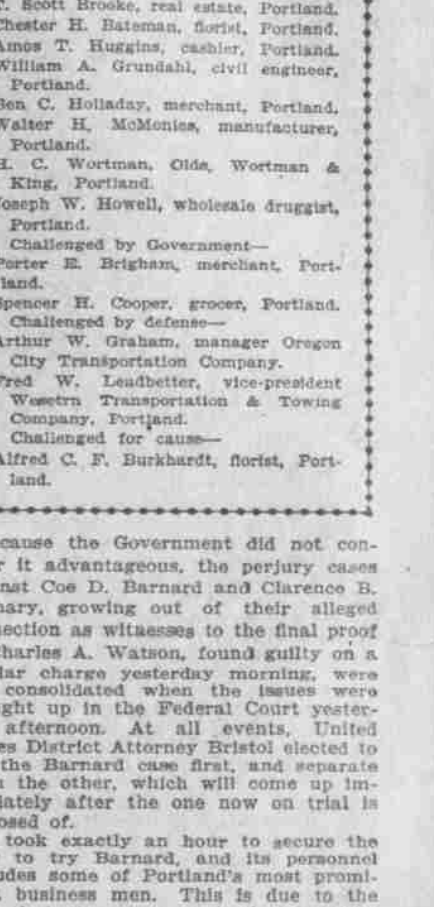 . Scott Brooke, real estate, Portland.
Chester H. Bateman, florist, Portland.
Amos T. Huggins, cashier, Portland.
William A. Grundahl, civil engineer,
Portland.
Ben C. Holladay, merchant, Portland.
Walter H. McMonies, manufacturer,
Portland.
H. C. Wortman, Olds, Wortman &
King, Portland.
Joseph W. Howell, wholesale druggist,
Portland.
Challenged by Government—
Porter E. Brigham, merchant, Port-
land.
Spencer H. Cooper, grocer, Portland.
Challenged by defense—
Arthur W. Graham, manager Oregon
City Transportation Company.
Fred W. Leadbetter, vice-president
Wesetrn Transportation & Towing
Company, Portland.
Challenged for cause—
Alfred C. F. Burkhardt, florist, Port-
land.
cause the Government did not con-
r it advantageous, the perjury cases
nst Coe D. Barnard and Clarence B.
nary, growing out of their alleged
nection as witnesses to the final proof
Charles A. Watson, found guilty on a
lar charge yesterday morning, were
consolidated when the issues were
ght up in the Federal Court yester-
afternoon. At all events, United
es District Attorney Bristol elected to
the Barnard case first, and separate
the other, which will come up im-
iately after the one now on trial is
osed of.
took exactly an hour to secure the
to try Barnard, and its personnel
udes some of Portland's most promi-
business men. This is due to the